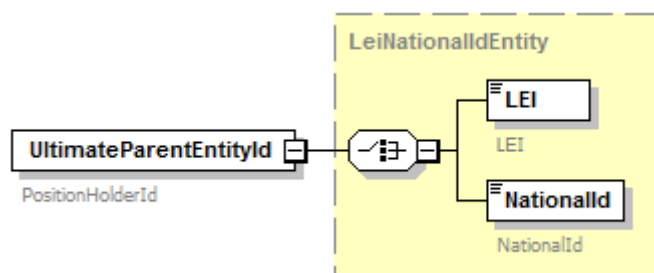 LeiNationalIdEntity
LEI
LEI
UltimateParentEntityId
PositionHolderId
NationalId
NationalId